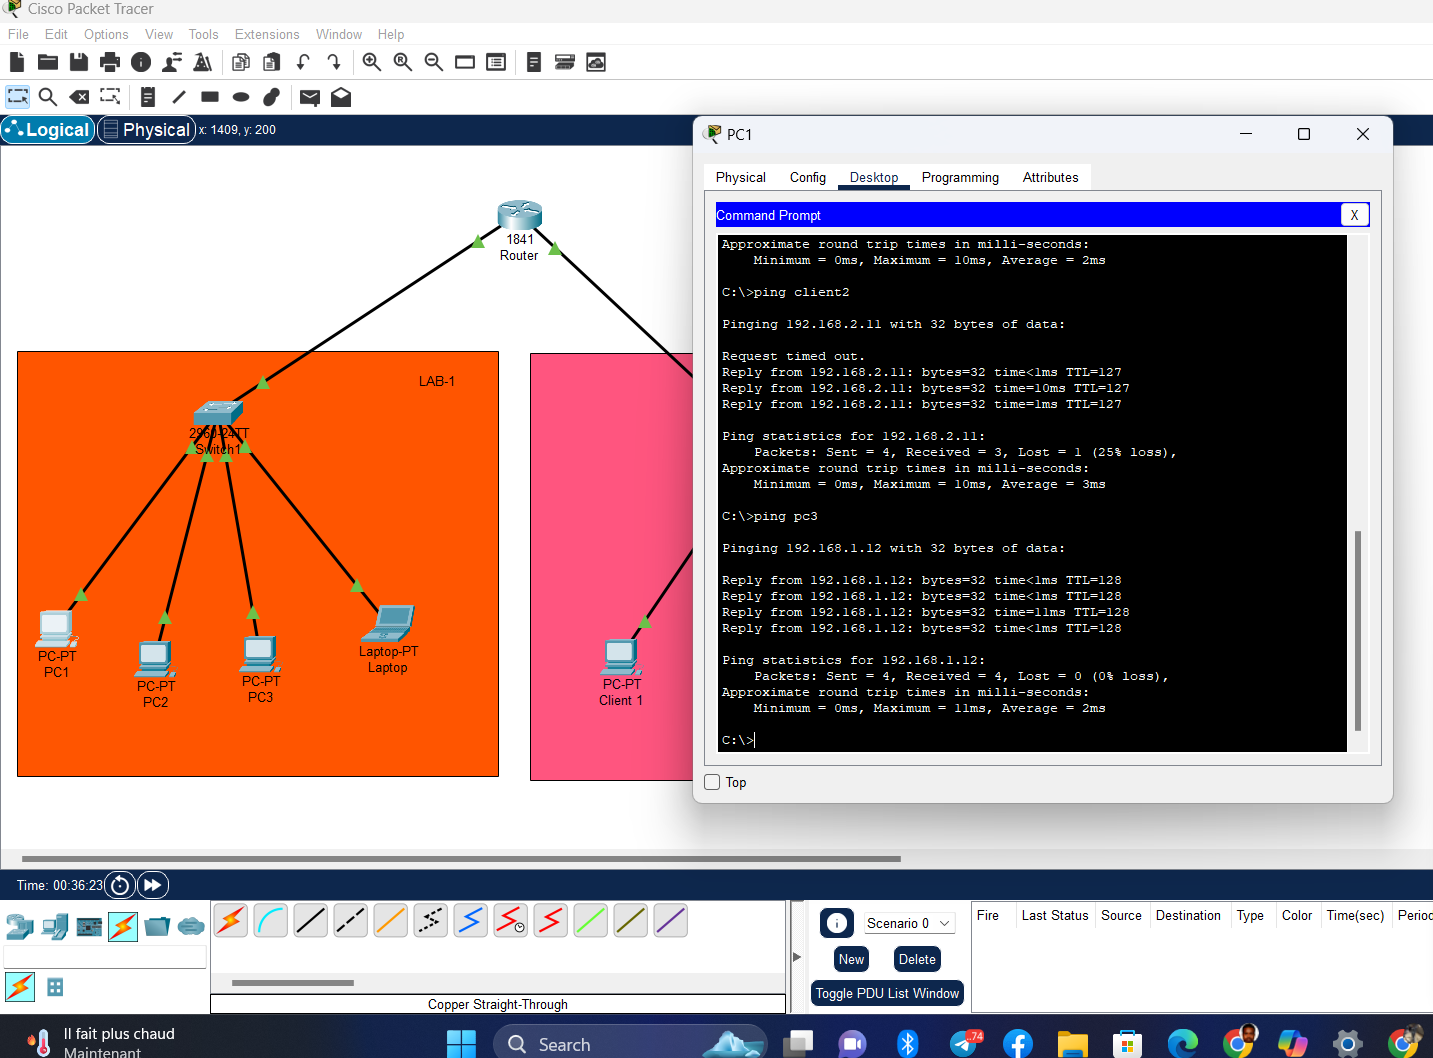 Cisco Packet Tracer
File Edit Options View Tools Extensions Window Help
Logical Physical x: 1409, y: 200
1841
Router
LAB-1
2960-24TT
Switch1
PC-PT
PC1
PC-PT
PC2
PC-PT
PC3
Laptop-PT
Laptop
PC-PT
Client 1
PC1
Physical Config Desktop Programming Attributes
Command Prompt X
Approximate round trip times in milli-seconds:
Minimum = 0ms, Maximum = 10ms, Average = 2ms
C:\>ping client2
Pinging 192.168.2.11 with 32 bytes of data:
Request timed out.
Reply from 192.168.2.11: bytes=32 time<1ms TTL=127
Reply from 192.168.2.11: bytes=32 time=10ms TTL=127
Reply from 192.168.2.11: bytes=32 time=1ms TTL=127
Ping statistics for 192.168.2.11:
Packets: Sent = 4, Received = 3, Lost = 1 (25% loss),
Approximate round trip times in milli-seconds:
Minimum = 0ms, Maximum = 10ms, Average = 3ms
C:\>ping pc3
Pinging 192.168.1.12 with 32 bytes of data:
Reply from 192.168.1.12: bytes=32 time<1ms TTL=128
Reply from 192.168.1.12: bytes=32 time<1ms TTL=128
Reply from 192.168.1.12: bytes=32 time=11ms TTL=128
Reply from 192.168.1.12: bytes=32 time<1ms TTL=128
Ping statistics for 192.168.1.12:
Packets: Sent = 4, Received = 4, Lost = 0 (0% loss),
Approximate round trip times in milli-seconds:
Minimum = 0ms, Maximum = 11ms, Average = 2ms
C:\>
Top
Time: 00:36:23
Copper Straight-Through
Scenario 0
New Delete
Toggle PDU List Window
Fire Last Status Source Destination Type Color Time(sec) Period
Il fait plus chaud
Maintenant
Search
74